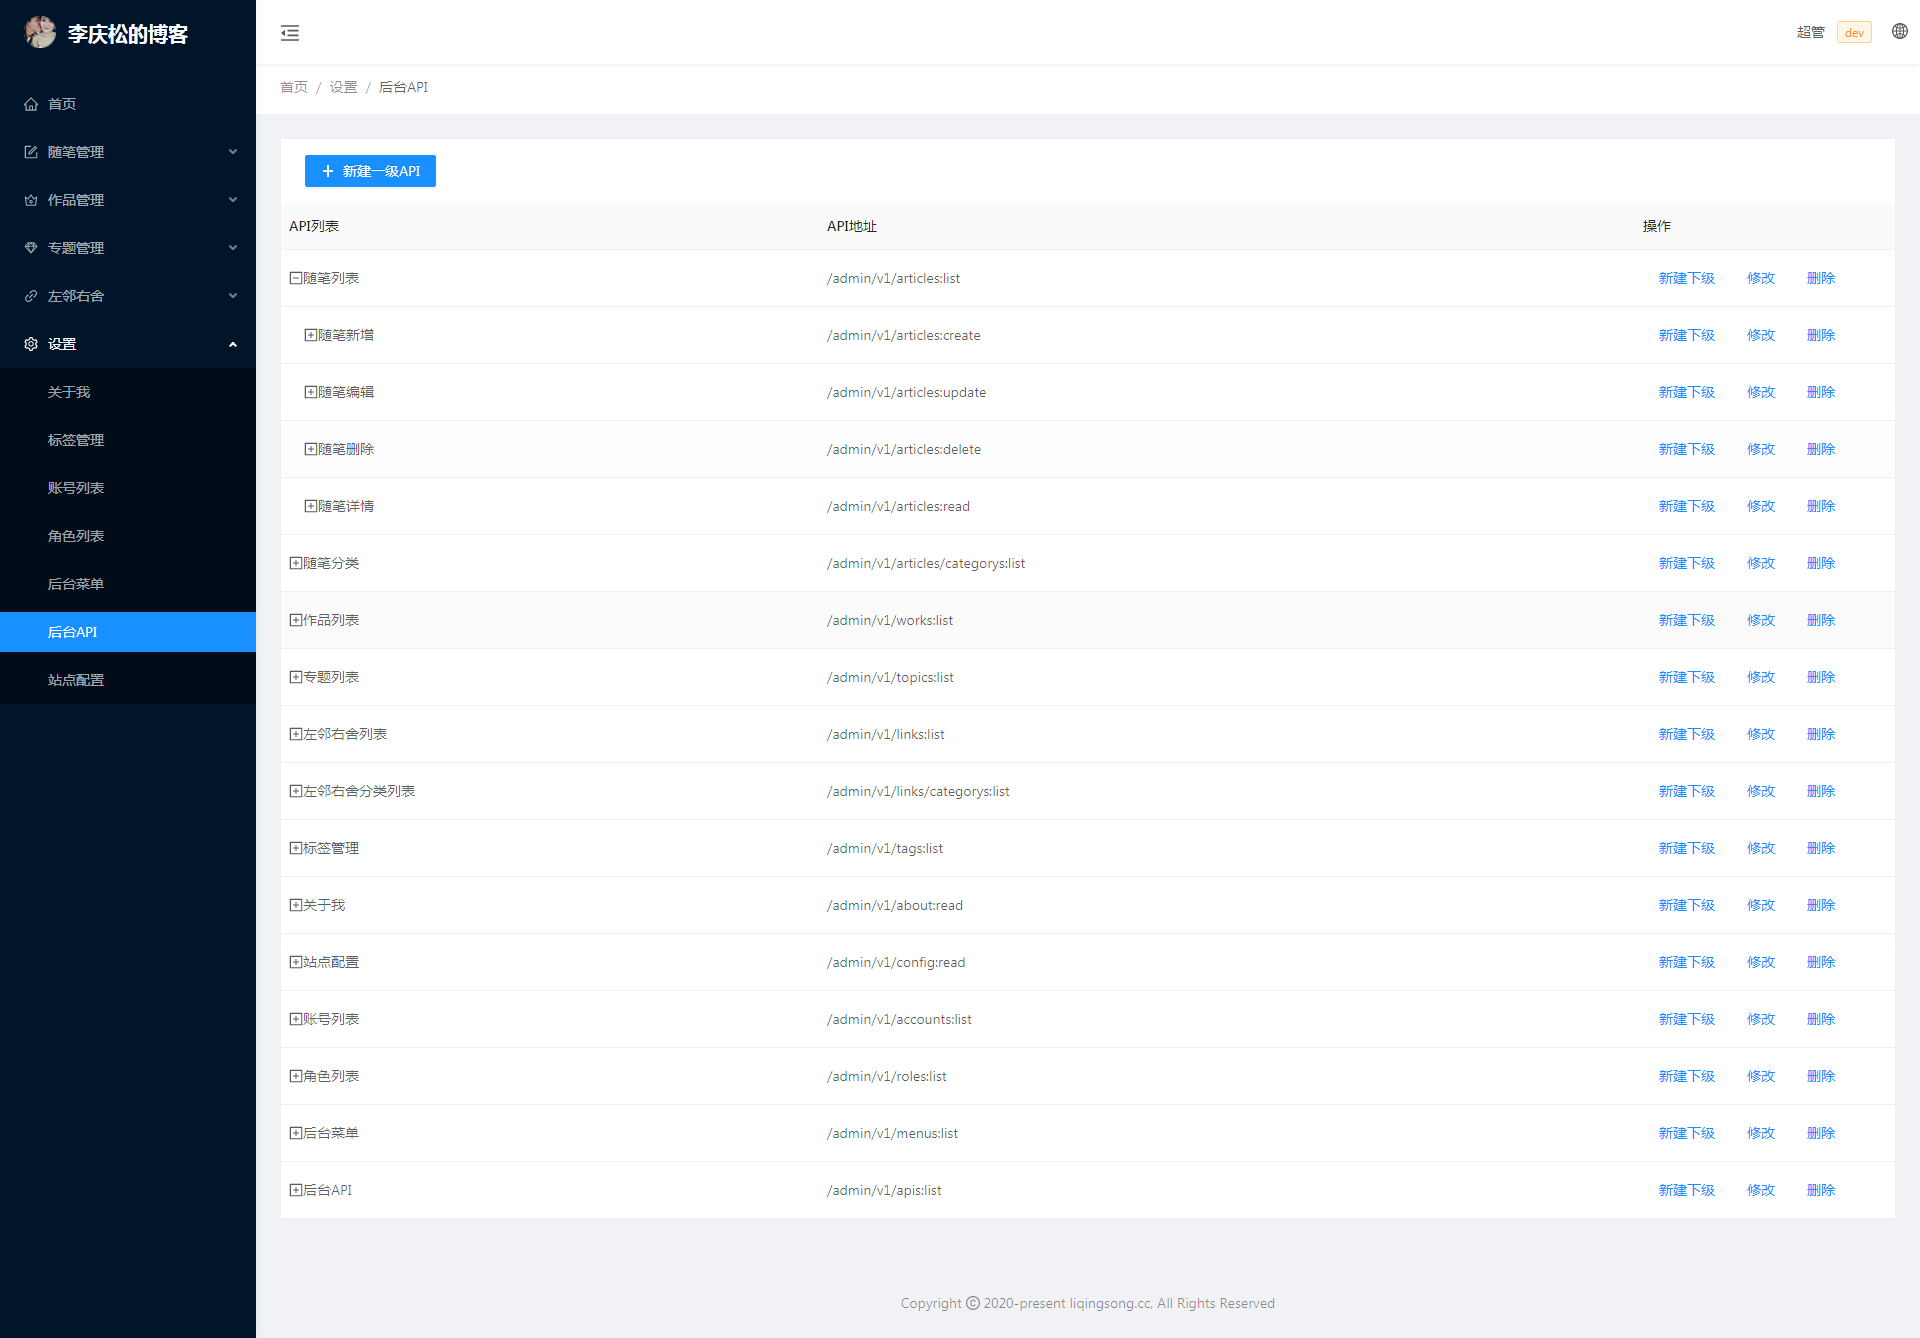 李庆松的博客
首页
随笔管理
作品管理
专题管理
左邻右舍
设置
关于我
标签管理
账号列表
角色列表
后台菜单
后台API
站点配置
超管 dev
首页 / 设置 / 后台API
新建一级API
API列表 API地址 操作
随笔列表 /admin/v1/articles:list 新建下级 修改 删除
随笔新增 /admin/v1/articles:create 新建下级 修改 删除
随笔编辑 /admin/v1/articles:update 新建下级 修改 删除
随笔删除 /admin/v1/articles:delete 新建下级 修改 删除
随笔详情 /admin/v1/articles:read 新建下级 修改 删除
随笔分类 /admin/v1/articles/categorys:list 新建下级 修改 删除
作品列表 /admin/v1/works:list 新建下级 修改 删除
专题列表 /admin/v1/topics:list 新建下级 修改 删除
左邻右舍列表 /admin/v1/links:list 新建下级 修改 删除
左邻右舍分类列表 /admin/v1/links/categorys:list 新建下级 修改 删除
标签管理 /admin/v1/tags:list 新建下级 修改 删除
关于我 /admin/v1/about:read 新建下级 修改 删除
站点配置 /admin/v1/config:read 新建下级 修改 删除
账号列表 /admin/v1/accounts:list 新建下级 修改 删除
角色列表 /admin/v1/roles:list 新建下级 修改 删除
后台菜单 /admin/v1/menus:list 新建下级 修改 删除
后台API /admin/v1/apis:list 新建下级 修改 删除
Copyright © 2020-present liqingsong.cc, All Rights Reserved